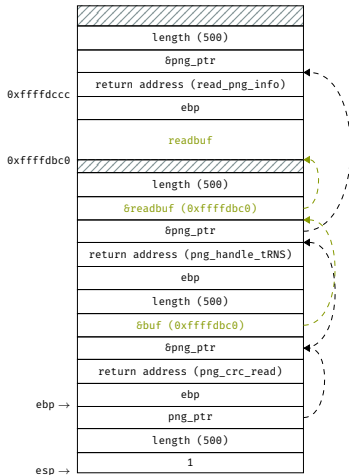 length (500)
&png_ptr
return address (read_png_info)
0xffffdccc
ebp
readbuf
0xffffdbc0
length (500)
&readbuf (0xffffdbc0)
&png_ptr
return address (png_handle_tRNS)
ebp
length (500)
&buf (0xffffdbc0)
&png_ptr
return address (png_crc_read)
ebp
ebp →
png_ptr
length (500)
1
esp →